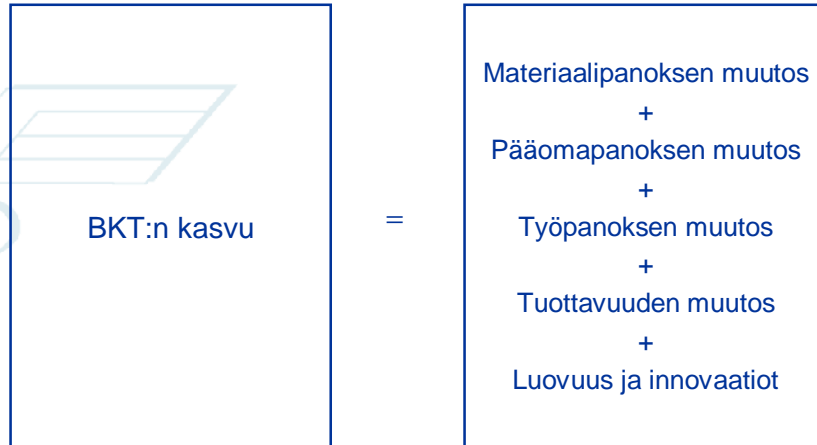 Materiaalipanoksen muutos
+
Pääomapanoksen muutos
+
BKT:n kasvu = Työpanoksen muutos
+
Tuottavuuden muutos
+
Luovuus ja innovaatiot